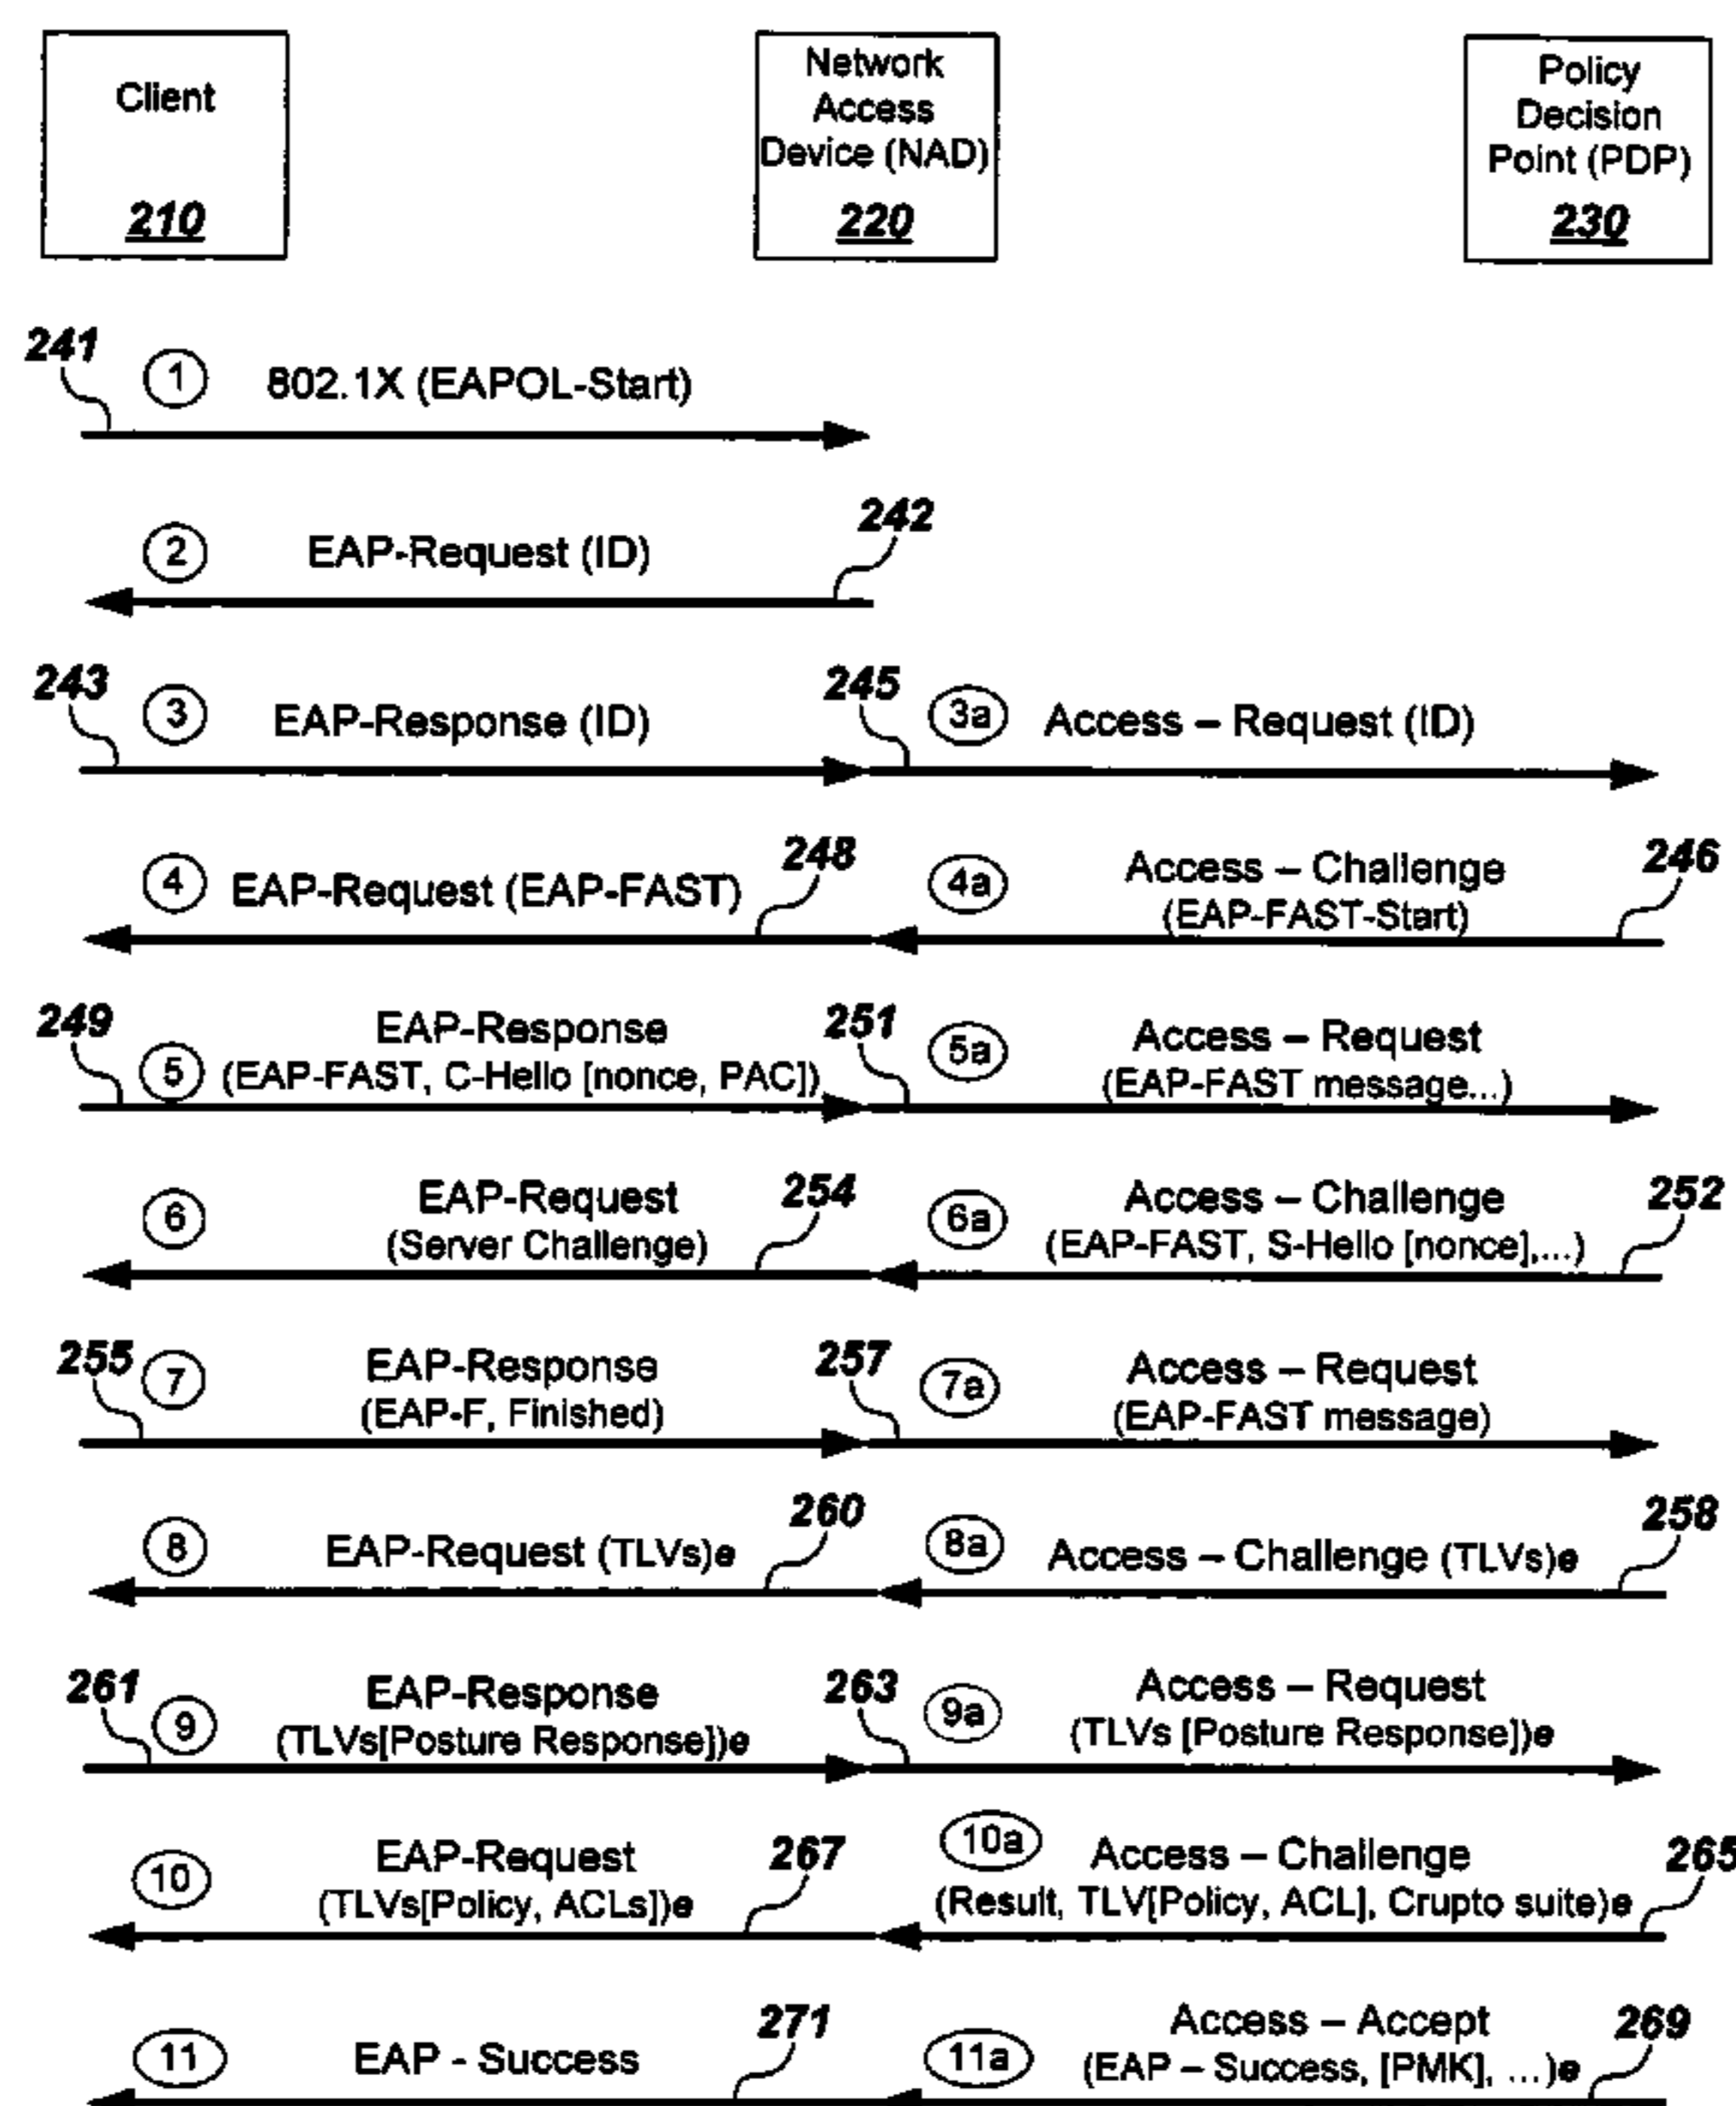 Client
210
Network
Access
Device (NAD)
220
Policy
Decision
Point (PDP)
230
241
1 802.1X (EAPOL-Start)
242
2 EAP-Request (ID)
243
3 EAP-Response (ID)
245
3a Access – Request (ID)
4 EAP-Request (EAP-FAST)
248
4a Access – Challenge
(EAP-FAST-Start)
246
249
5 EAP-Response
(EAP-FAST, C-Hello [nonce, PAC])
251
5a Access – Request
(EAP-FAST message...)
6 EAP-Request
(Server Challenge)
254
6a Access – Challenge
(EAP-FAST, S-Hello [nonce],...)
252
255
7 EAP-Response
(EAP-F, Finished)
257
7a Access – Request
(EAP-FAST message)
8 EAP-Request (TLVs)e
260
8a Access – Challenge (TLVs)e
258
261
9 EAP-Response
(TLVs[Posture Response])e
263
9a Access – Request
(TLVs [Posture Response])e
10 EAP-Request
(TLVs[Policy, ACLs])e
267
10a Access – Challenge
(Result, TLV[Policy, ACL], Crupto suite)e
265
11 EAP - Success
271
11a Access – Accept
(EAP – Success, [PMK], ...)e
269